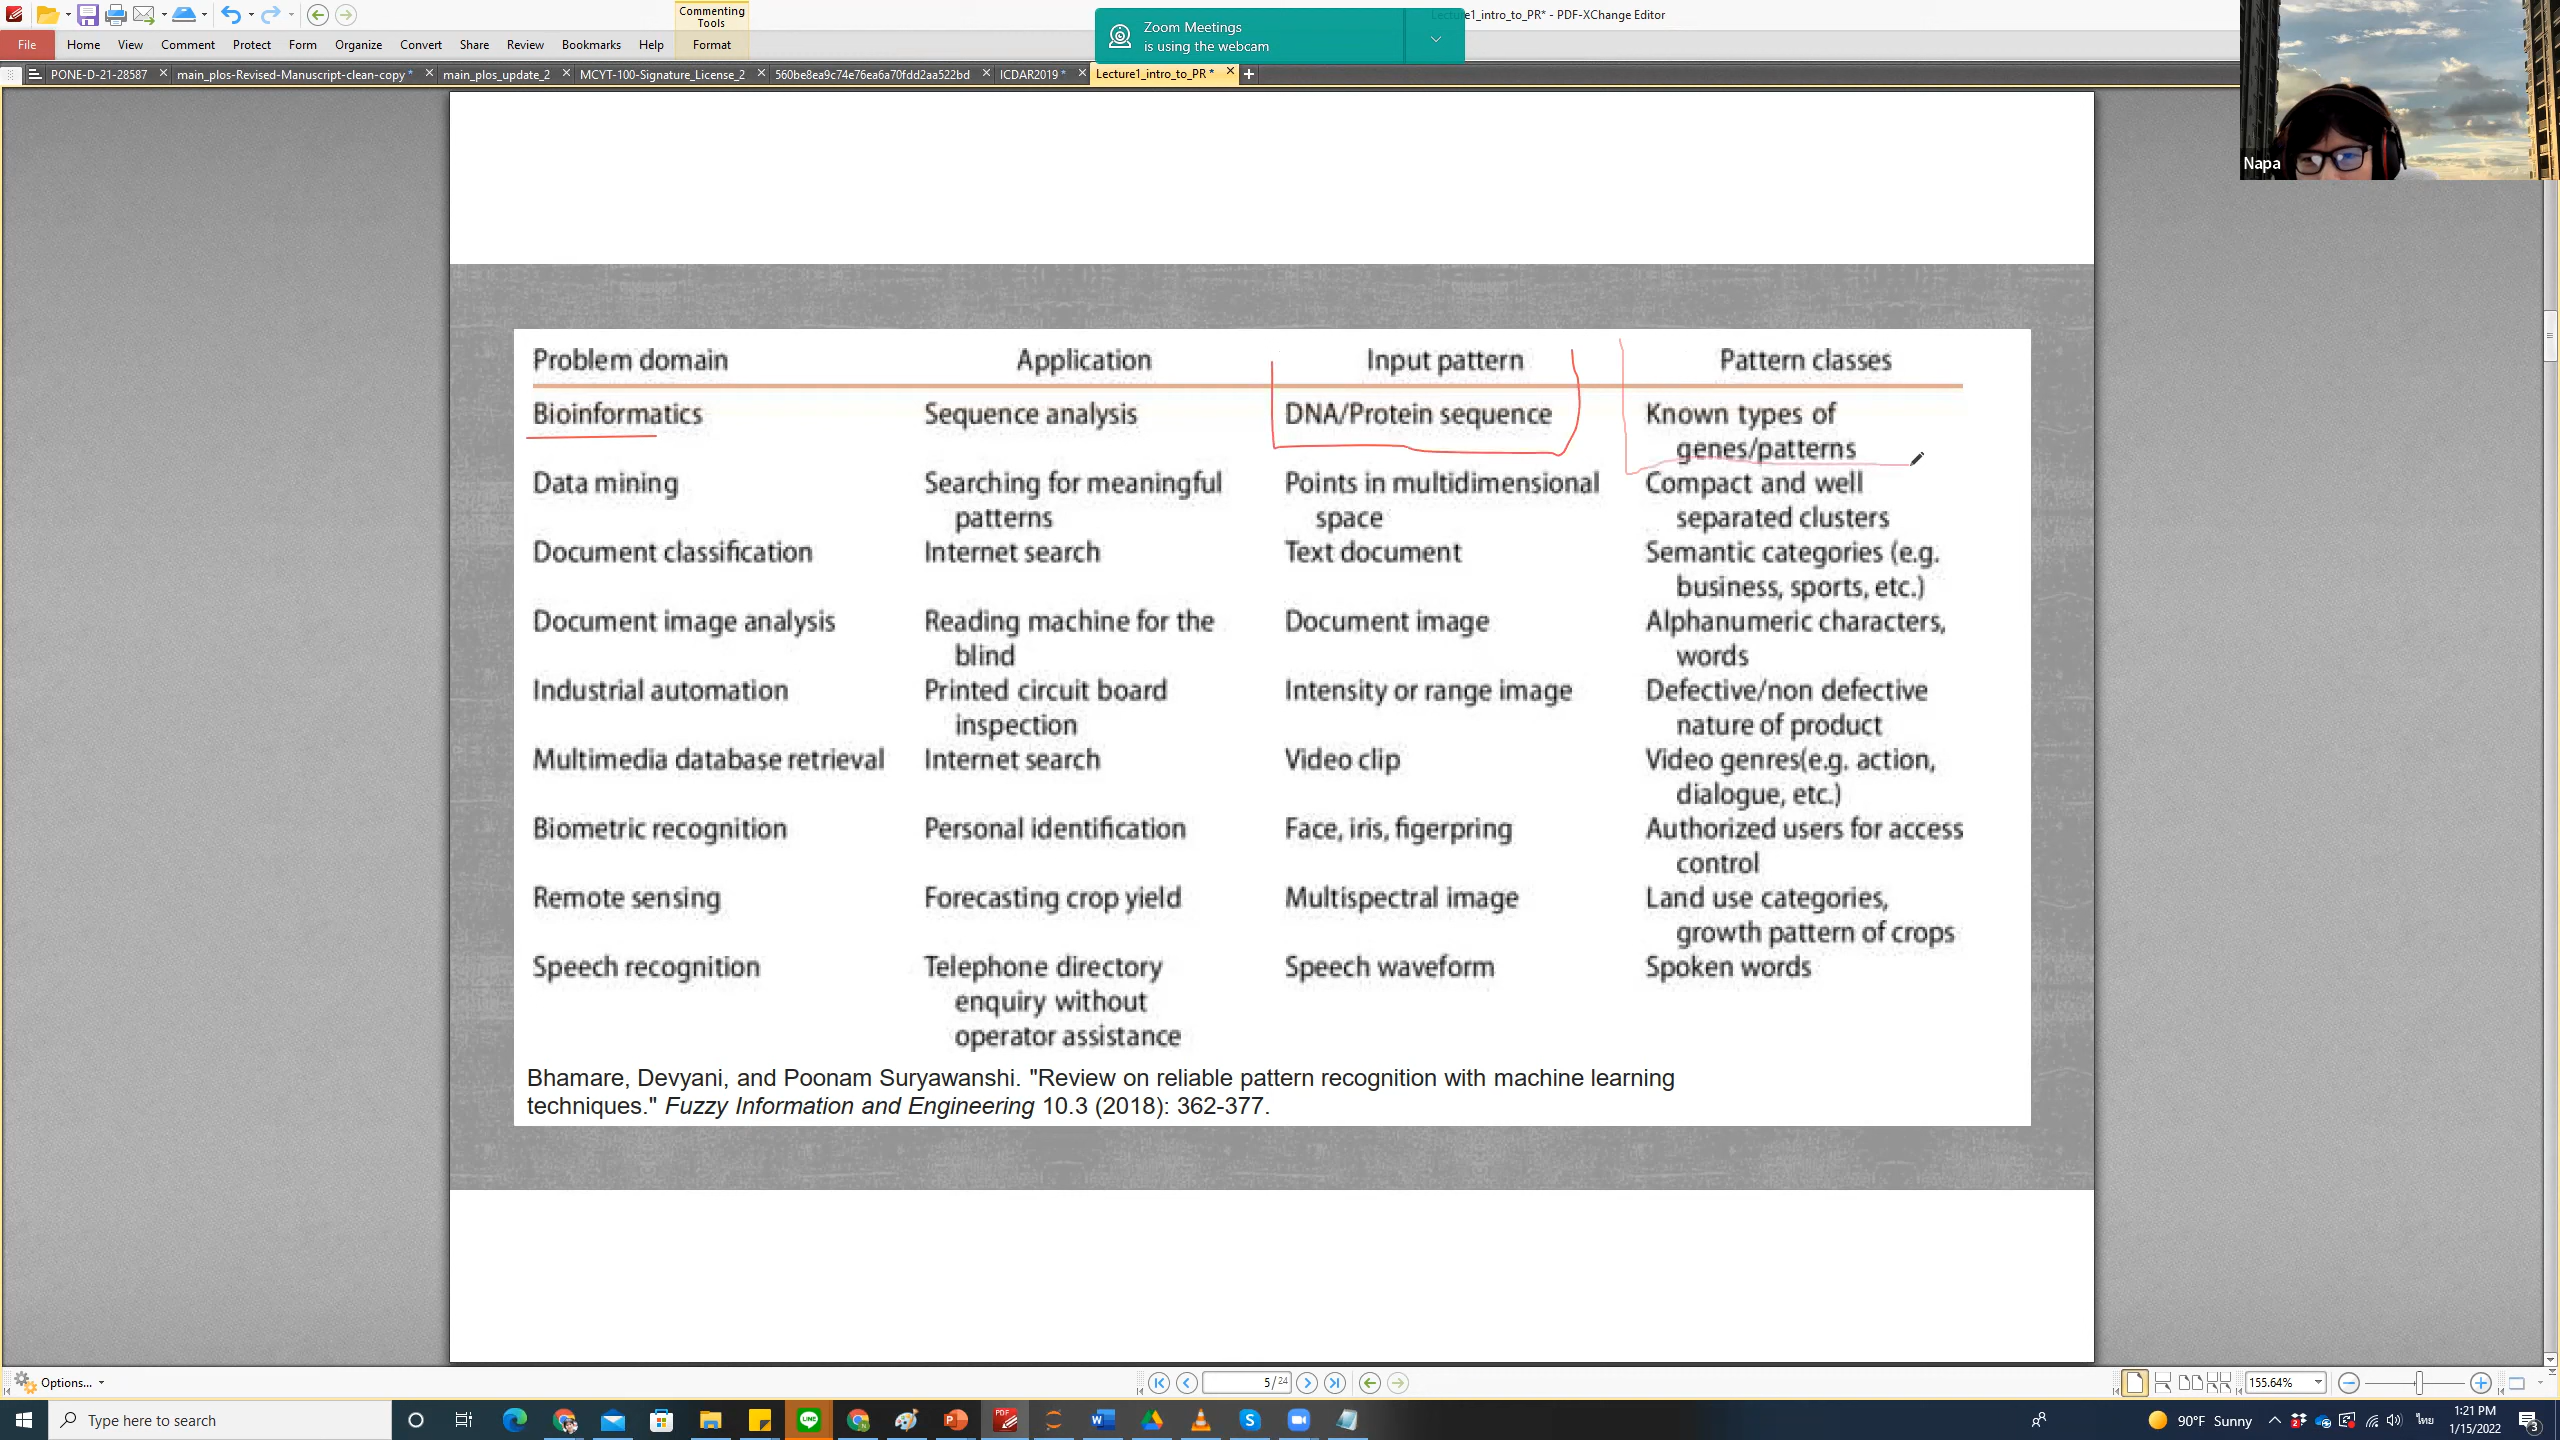 Commenting
Tools
Lecture1_intro_to_PR* - PDF-XChange Editor
Zoom Meetings
is using the webcam
File Home View Comment Protect Form Organize Convert Share Review Bookmarks Help Format
PONE-D-21-28587 main_plos-Revised-Manuscript-clean-copy * main_plos_update_2 MCYT-100-Signature_License_2 560be8ea9c74e76ea6a70fdd2aa522bd ICDAR2019 * Lecture1_intro_to_PR *
Napa
Problem domain Application Input pattern Pattern classes
Bioinformatics Sequence analysis DNA/Protein sequence Known types of
genes/patterns
Data mining Searching for meaningful Points in multidimensional Compact and well
patterns space separated clusters
Document classification Internet search Text document Semantic categories (e.g.
business, sports, etc.)
Document image analysis Reading machine for the Document image Alphanumeric characters,
blind words
Industrial automation Printed circuit board Intensity or range image Defective/non defective
inspection nature of product
Multimedia database retrieval Internet search Video clip Video genres(e.g. action,
dialogue, etc.)
Biometric recognition Personal identification Face, iris, figerpring Authorized users for access
control
Remote sensing Forecasting crop yield Multispectral image Land use categories,
growth pattern of crops
Speech recognition Telephone directory Speech waveform Spoken words
enquiry without
operator assistance
Bhamare, Devyani, and Poonam Suryawanshi. "Review on reliable pattern recognition with machine learning
techniques." Fuzzy Information and Engineering 10.3 (2018): 362-377.
Options... 5 / 24 155.64%
Type here to search 90°F Sunny ไทย 1:21 PM
1/15/2022 3